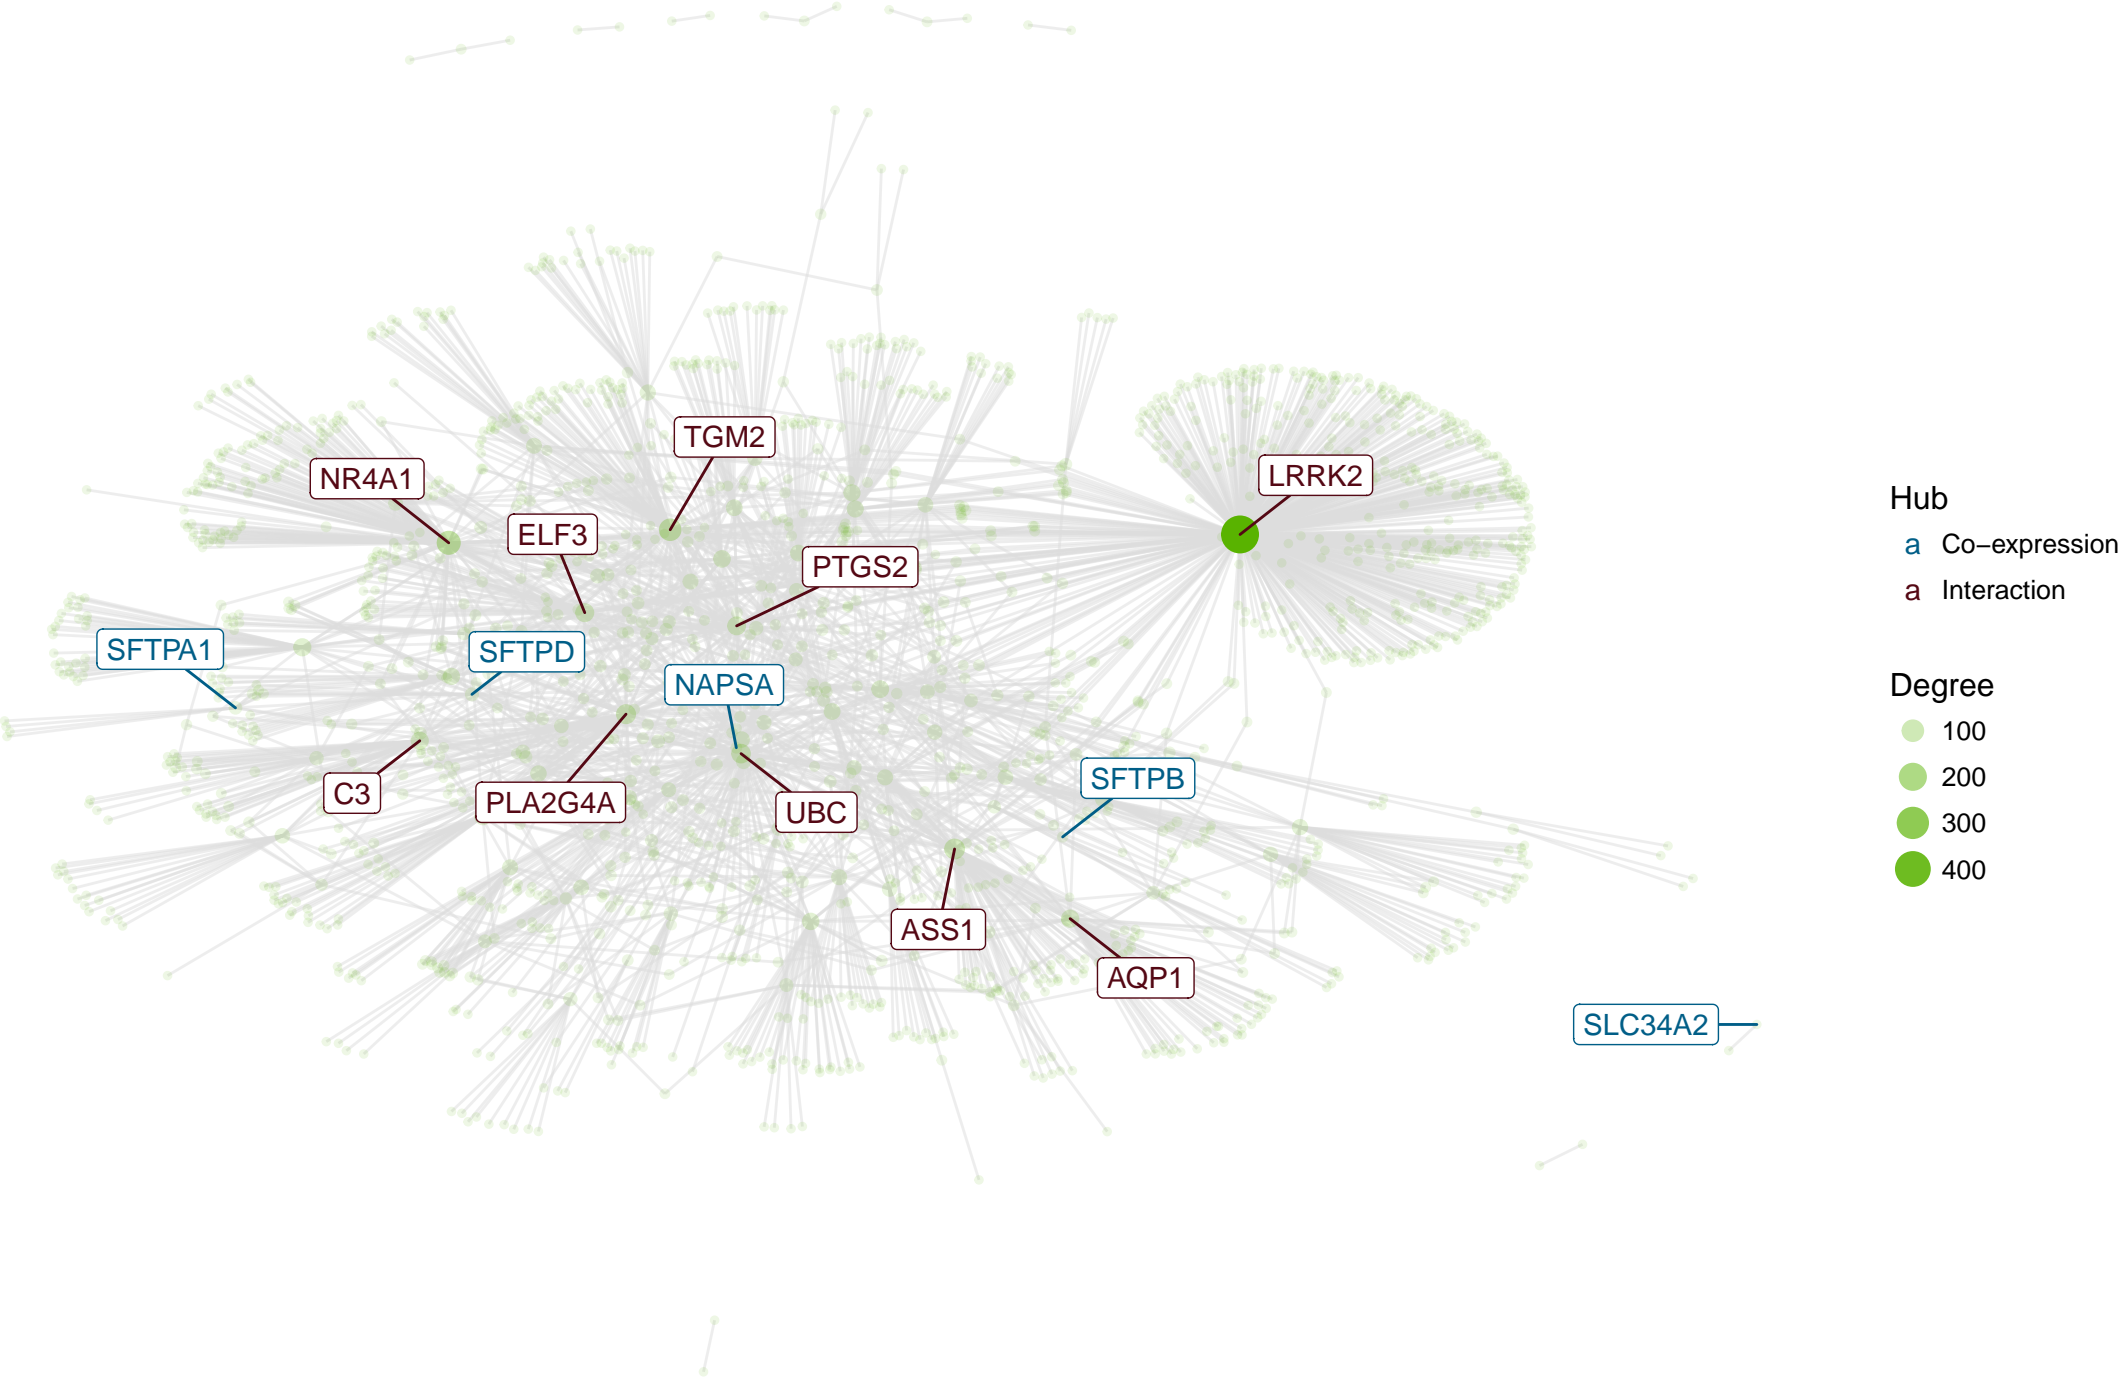 TGM2
NR4A1
LRRK2
ELF3
PTGS2
SFTPA1
SFTPD
NAPSA
SFTPB
C3
PLA2G4A
UBC
ASS1
AQP1
SLC34A2
Hub
a Co−expression
a Interaction
Degree
100
200
300
400